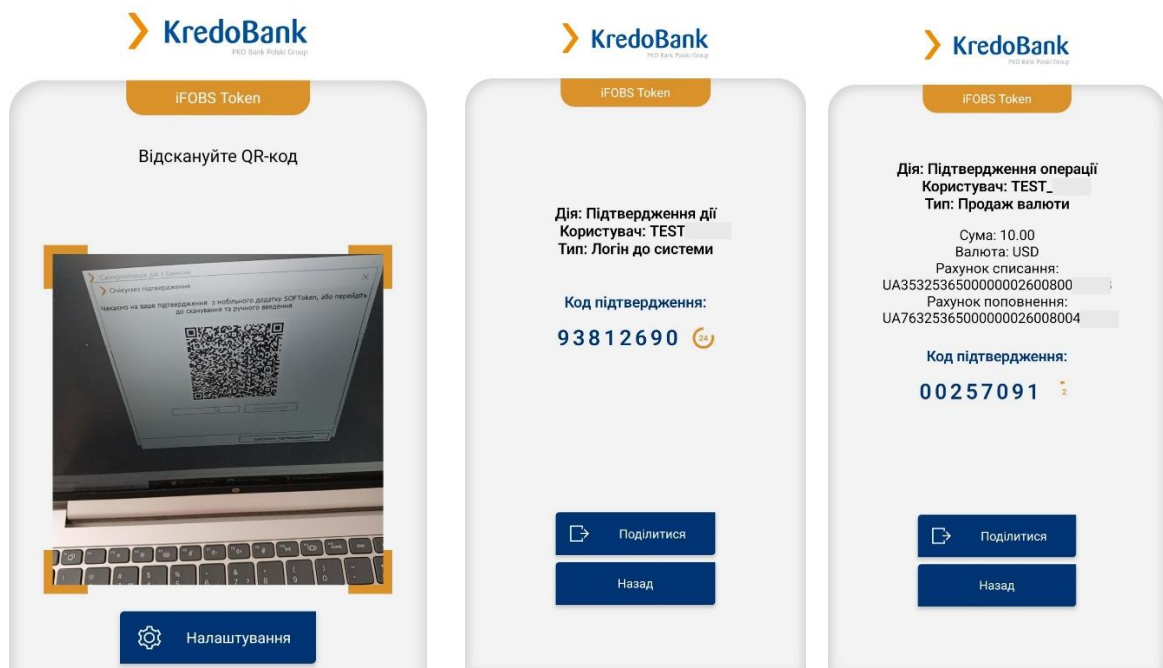 KredoBank
PKO Bank Polski Group
iFOBS Token
Відскануйте QR-код
Синхронізація дій з Банком
Очікуємо підтвердження
Чекаємо на ваше підтвердження з мобільного додатку SOFToken, або перейдіть
до сканування та ручного введення
Налаштування
KredoBank
PKO Bank Polski Group
iFOBS Token
Дія: Підтвердження дії
Користувач: TEST
Тип: Логін до системи
Код підтвердження:
93812690 24
Поділитися
Назад
KredoBank
PKO Bank Polski Group
iFOBS Token
Дія: Підтвердження операції
Користувач: TEST_
Тип: Продаж валюти
Сума: 10.00
Валюта: USD
Рахунок списання:
UA3532536500000002600800
Рахунок поповнення:
UA76325365000000026008004
Код підтвердження:
00257091 2
Поділитися
Назад